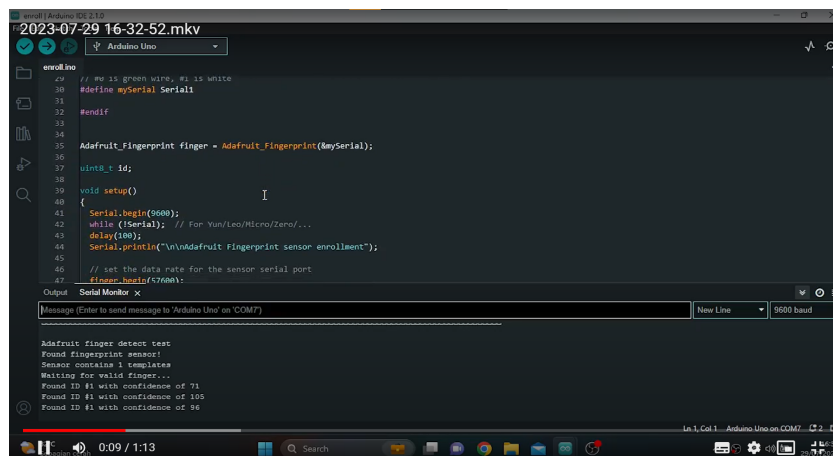 enroll | Arduino IDE 2.1.0
2023-07-29 16-32-52.mkv
Arduino Uno
enroll.ino
29 // #0 is green wire, #1 is white
30 #define mySerial Serial1
31
32 #endif
33
34
35 Adafruit_Fingerprint finger = Adafruit_Fingerprint(&mySerial);
36
37 uint8_t id;
38
39 void setup()
40 {
41 Serial.begin(9600);
42 while (!Serial); // For Yun/Leo/Micro/Zero/...
43 delay(100);
44 Serial.println("\n\nAdafruit Fingerprint sensor enrollment");
45
46 // set the data rate for the sensor serial port
47 finger.begin(57600);
Output Serial Monitor x
Message (Enter to send message to 'Arduino Uno' on 'COM7')
New Line 9600 baud
Adafruit finger detect test
Found fingerprint sensor!
Sensor contains 1 templates
Waiting for valid finger...
Found ID #1 with confidence of 71
Found ID #1 with confidence of 105
Found ID #1 with confidence of 96
Ln 1, Col 1 Arduino Uno on COM7 2
0:09 / 1:13
Search